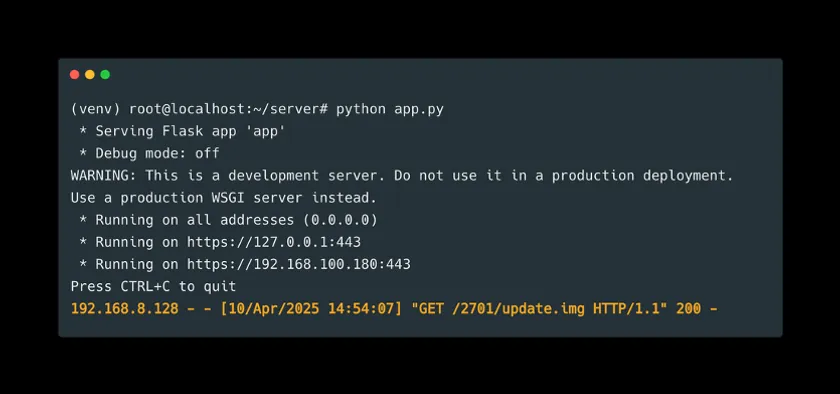 (venv) root@localhost:~/server# python app.py
* Serving Flask app 'app'
* Debug mode: off
WARNING: This is a development server. Do not use it in a production deployment.
Use a production WSGI server instead.
* Running on all addresses (0.0.0.0)
* Running on https://127.0.0.1:443
* Running on https://192.168.100.180:443
Press CTRL+C to quit
192.168.8.128 - - [10/Apr/2025 14:54:07] "GET /2701/update.img HTTP/1.1" 200 -